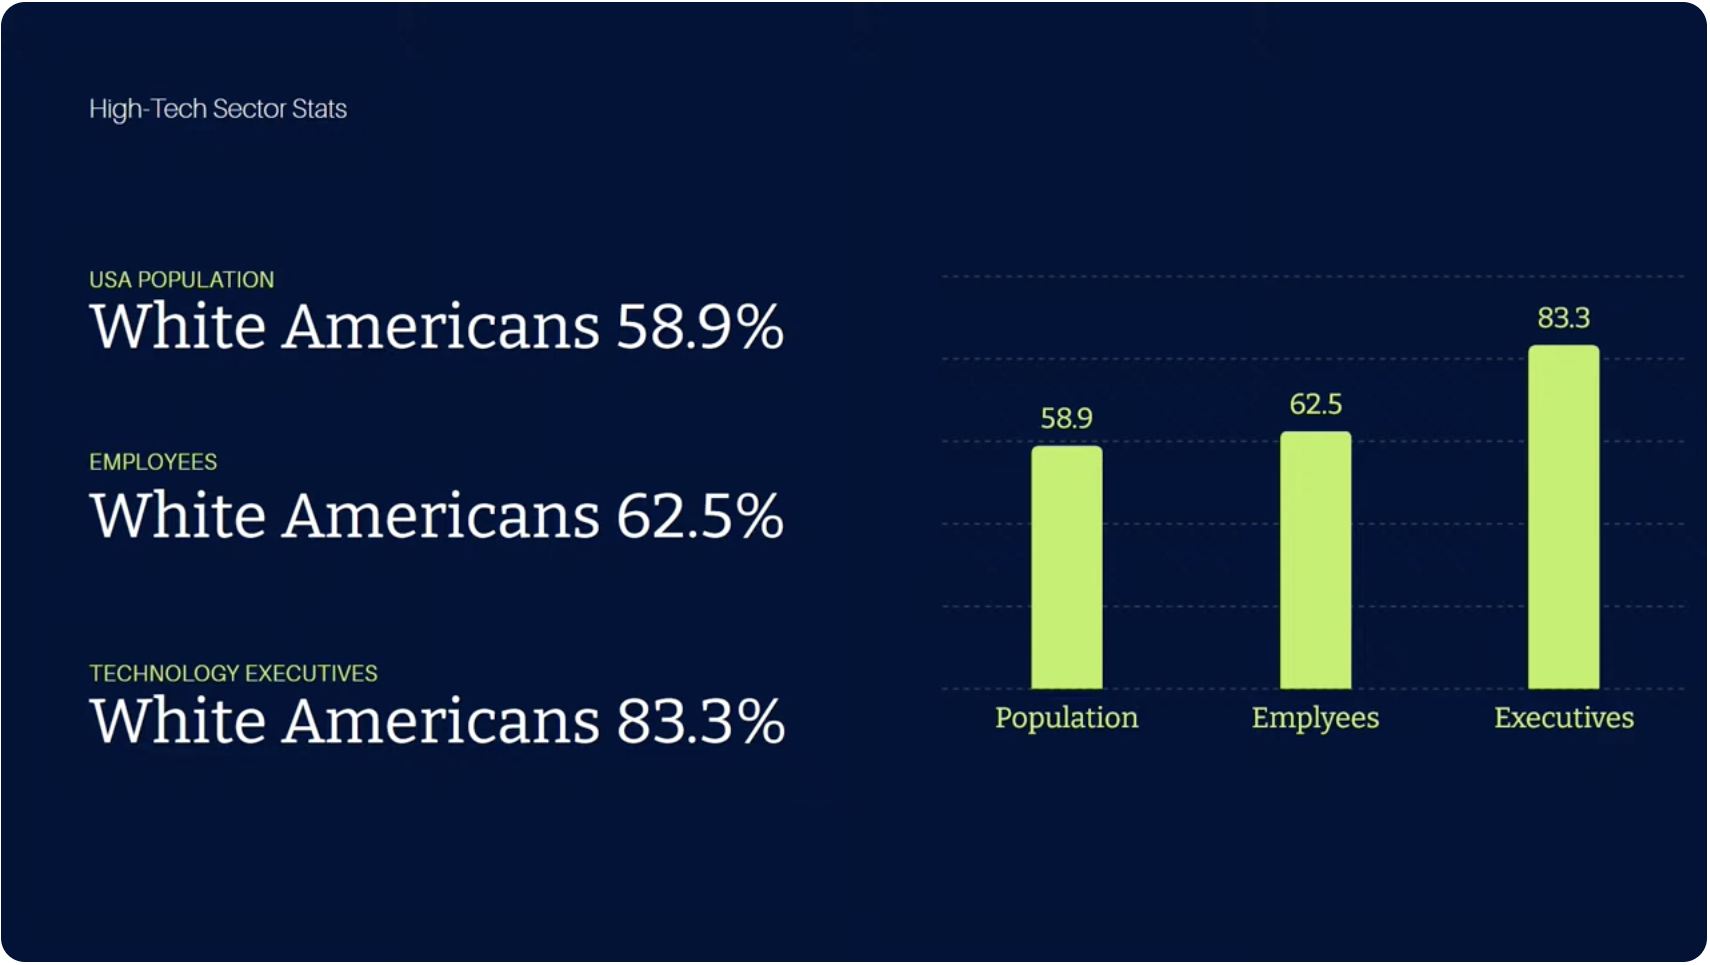 High-Tech Sector Stats
USA POPULATION
White Americans 58.9%
EMPLOYEES
White Americans 62.5%
TECHNOLOGY EXECUTIVES
White Americans 83.3%
58.9
62.5
83.3
Population
Emplyees
Executives